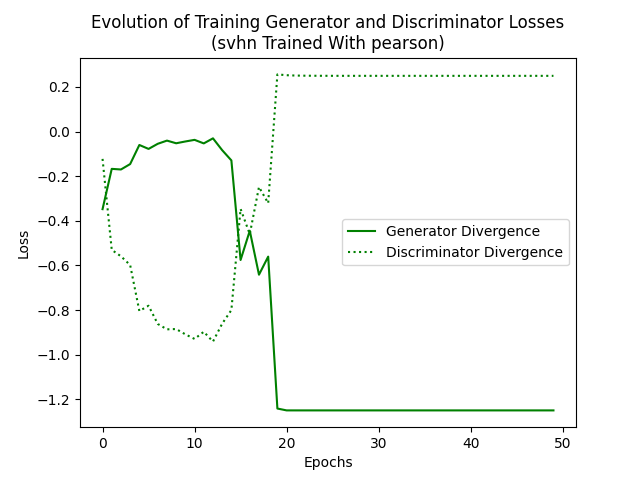 Evolution of Training Generator and Discriminator Losses
(svhn Trained With pearson)
Loss
0.2
0.0
−0.2
−0.4
−0.6
−0.8
−1.0
−1.2
Generator Divergence
Discriminator Divergence
0 10 20 30 40 50
Epochs